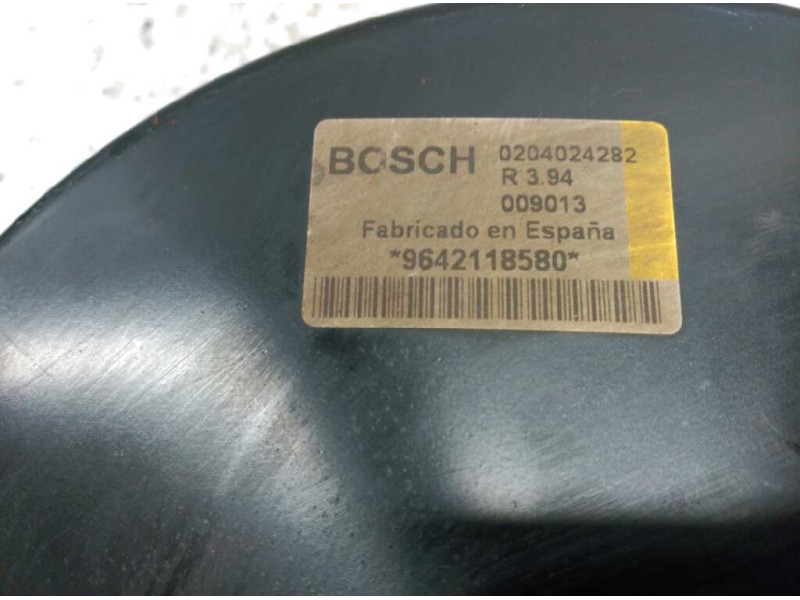 BOSCH 0204024282
R 3.94
009013
Fabricado en España
*9642118580*